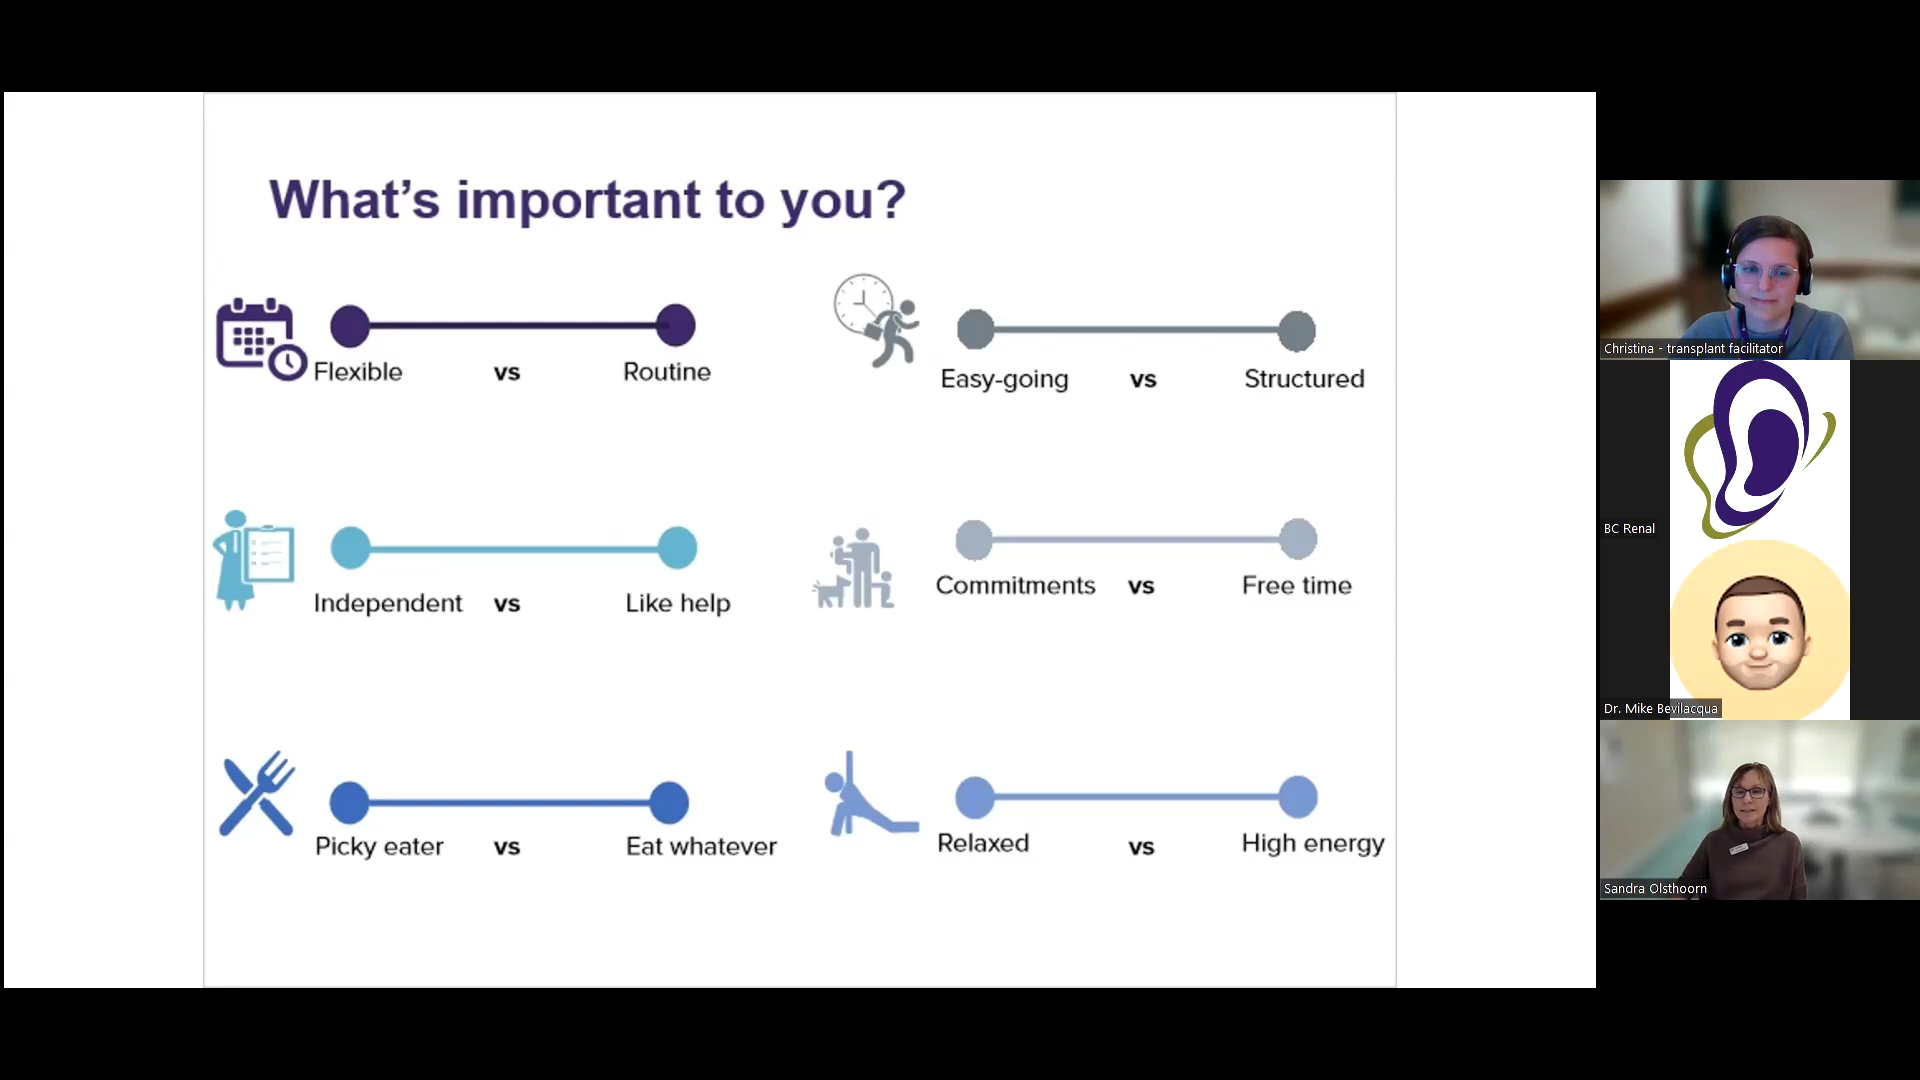 What's important to you?
Flexible vs Routine
Easy-going vs Structured
Independent vs Like help
Commitments vs Free time
Picky eater vs Eat whatever
Relaxed vs High energy
Christina - transplant facilitator
BC Renal
Dr. Mike Bevilacqua
Sandra Olsthoorn